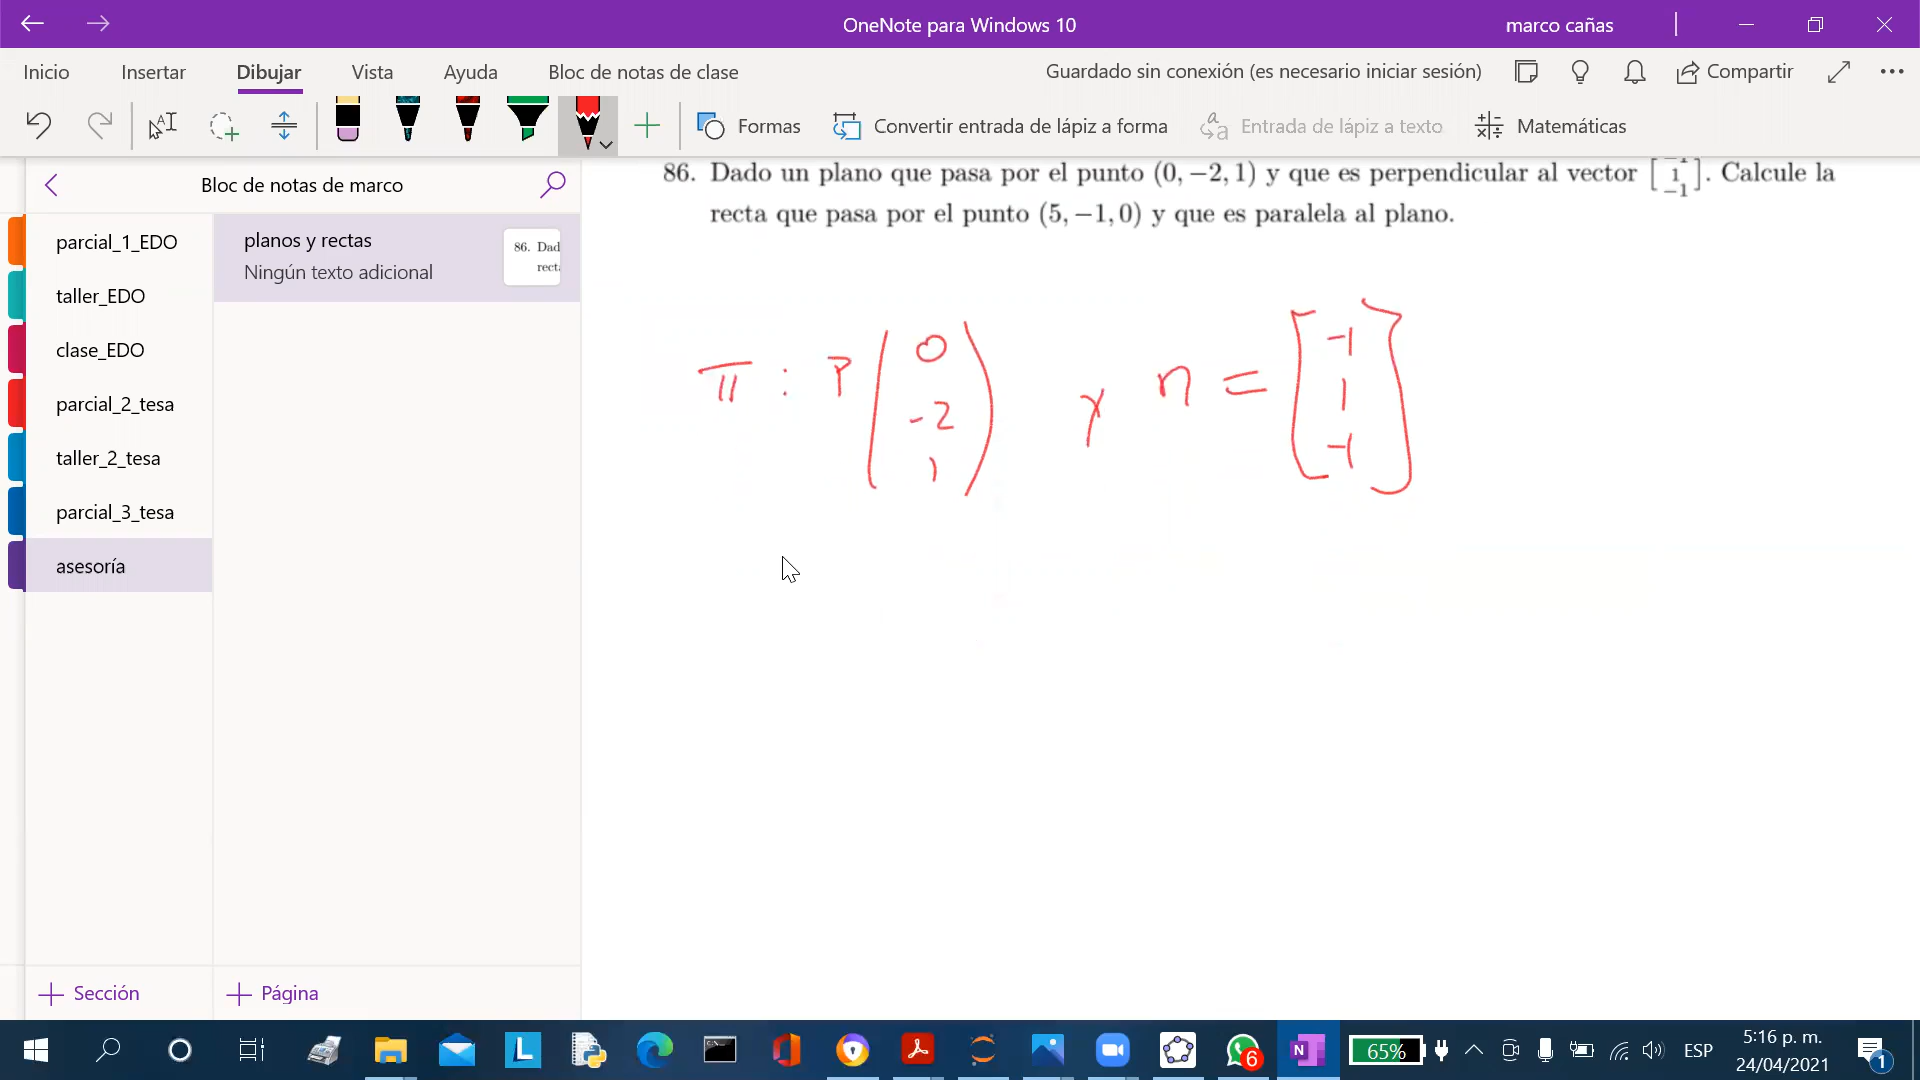 OneNote para Windows 10
marco cañas
Inicio Insertar Dibujar Vista Ayuda Bloc de notas de clase
Guardado sin conexión (es necesario iniciar sesión) Compartir
Formas Convertir entrada de lápiz a forma Entrada de lápiz a texto Matemáticas
Bloc de notas de marco
parcial_1_EDO
taller_EDO
clase_EDO
parcial_2_tesa
taller_2_tesa
parcial_3_tesa
asesoría
planos y rectas
Ningún texto adicional
86. Dad
rect
86. Dado un plano que pasa por el punto (0, −2, 1) y que es perpendicular al vector [−1 1 −1]. Calcule la
recta que pasa por el punto (5, −1, 0) y que es paralela al plano.
π : P (0 -2 1) y n = [-1 1 -1]
Sección
Página
65%
6
ESP
5:16 p. m.
24/04/2021
1